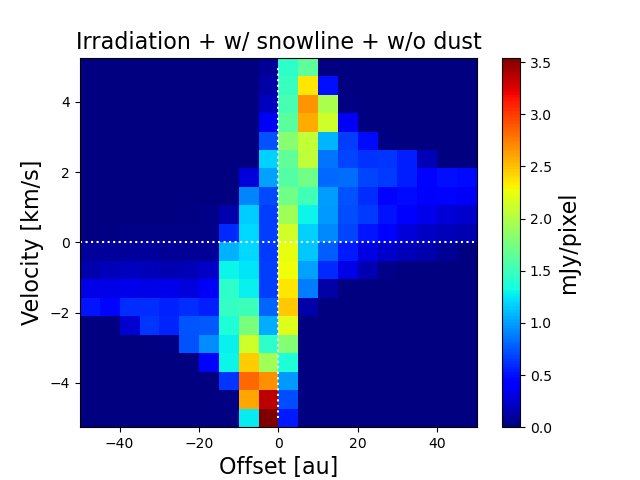 Irradiation + w/ snowline + w/o dust
4
2
0
−2
−4
Velocity [km/s]
−40 −20 0 20 40
Offset [au]
3.5
3.0
2.5
2.0
1.5
1.0
0.5
0.0
mJy/pixel